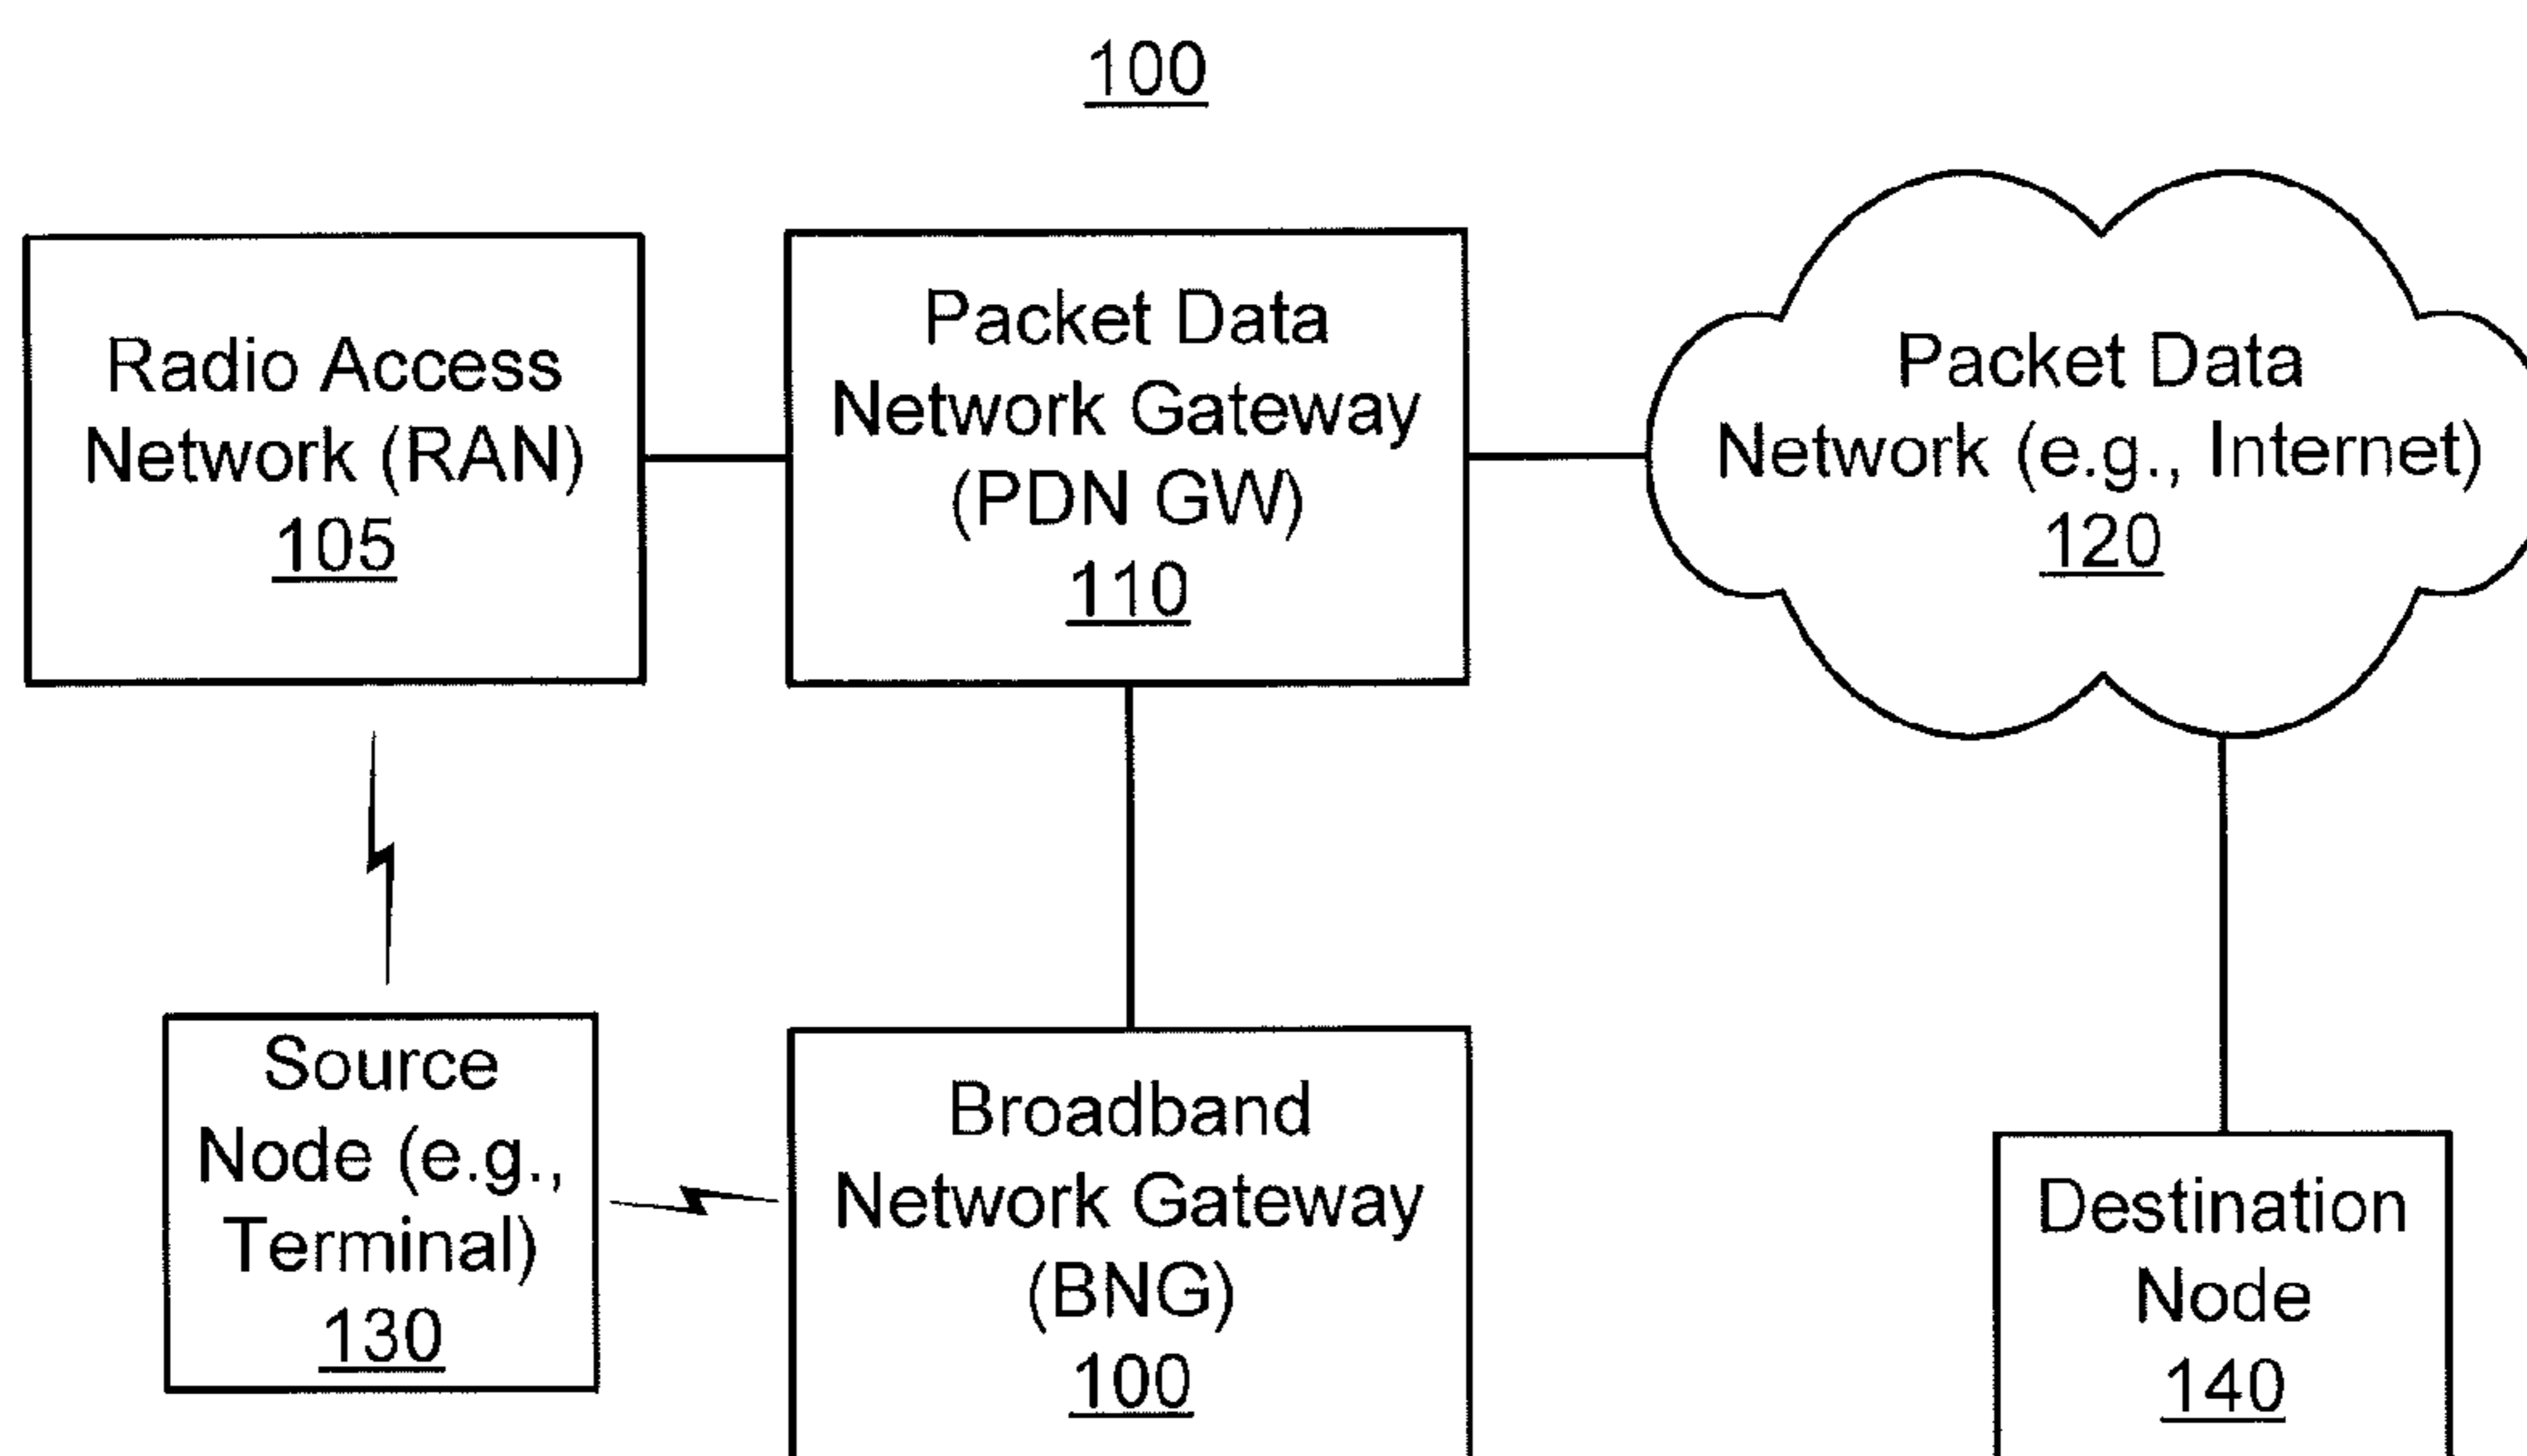 100
Radio Access
Network (RAN)
105
Packet Data
Network Gateway
(PDN GW)
110
Packet Data
Network (e.g., Internet)
120
Source
Node (e.g.,
Terminal)
130
Broadband
Network Gateway
(BNG)
100
Destination
Node
140